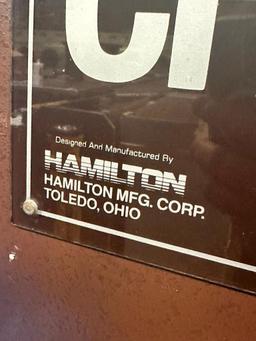 Designed And Manufactured By
HAMILTON
HAMILTON MFG. CORP.
TOLEDO, OHIO